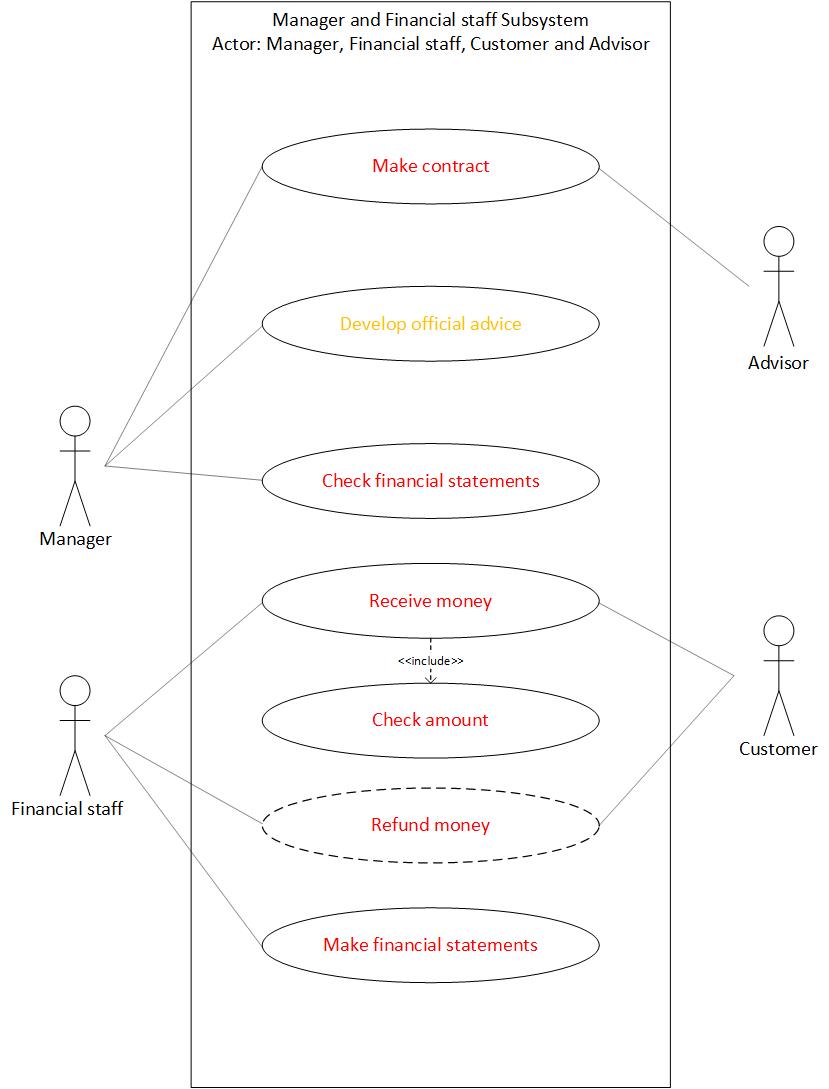 Manager and Financial staff Subsystem
Actor: Manager, Financial staff, Customer and Advisor
Make contract
Advisor
Develop official advice
Check financial statements
Manager
Receive money
<<include>>
Check amount
Customer
Financial staff
Refund money
Make financial statements